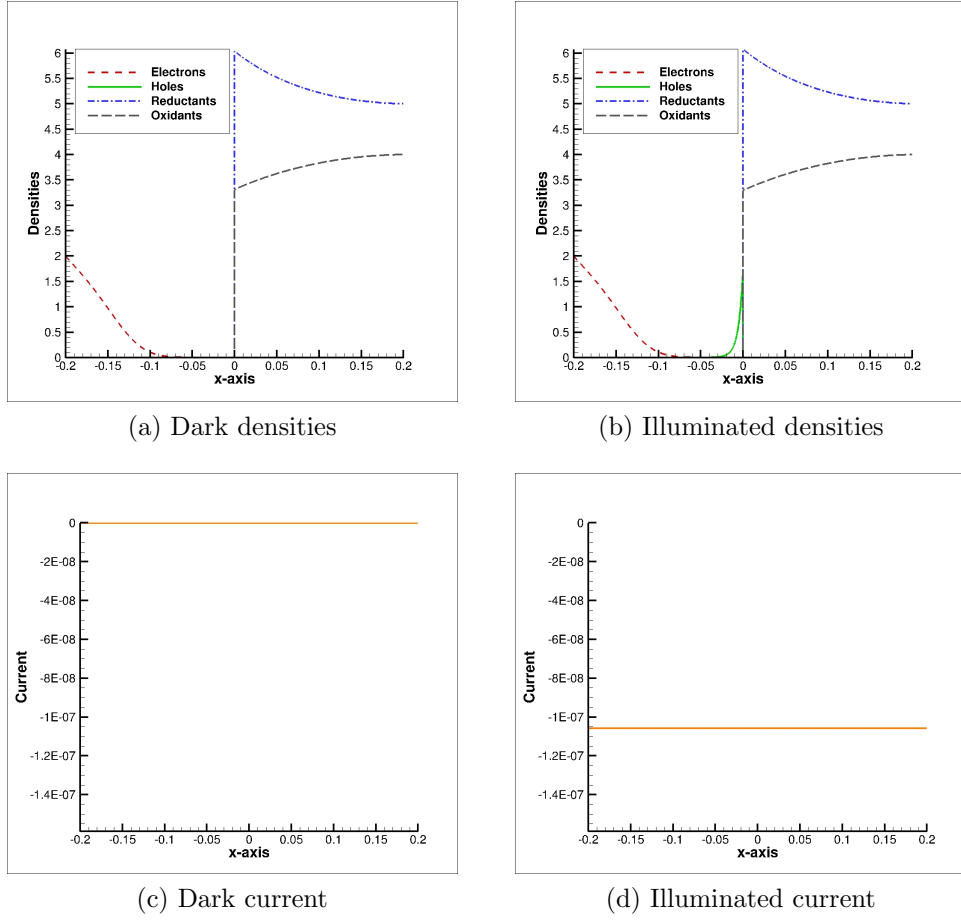 6
5.5
5
4.5
4
3.5
3
2.5
2
1.5
1
0.5
0
Densities
Electrons
Holes
Reductants
Oxidants
-0.2 -0.15 -0.1 -0.05 0 0.05 0.1 0.15 0.2
x-axis
(a) Dark densities
6
5.5
5
4.5
4
3.5
3
2.5
2
1.5
1
0.5
0
Densities
Electrons
Holes
Reductants
Oxidants
-0.2 -0.15 -0.1 -0.05 0 0.05 0.1 0.15 0.2
x-axis
(b) Illuminated densities
0
-2E-08
-4E-08
-6E-08
-8E-08
-1E-07
-1.2E-07
-1.4E-07
Current
-0.2 -0.15 -0.1 -0.05 0 0.05 0.1 0.15 0.2
x-axis
(c) Dark current
0
-2E-08
-4E-08
-6E-08
-8E-08
-1E-07
-1.2E-07
-1.4E-07
Current
-0.2 -0.15 -0.1 -0.05 0 0.05 0.1 0.15 0.2
x-axis
(d) Illuminated current